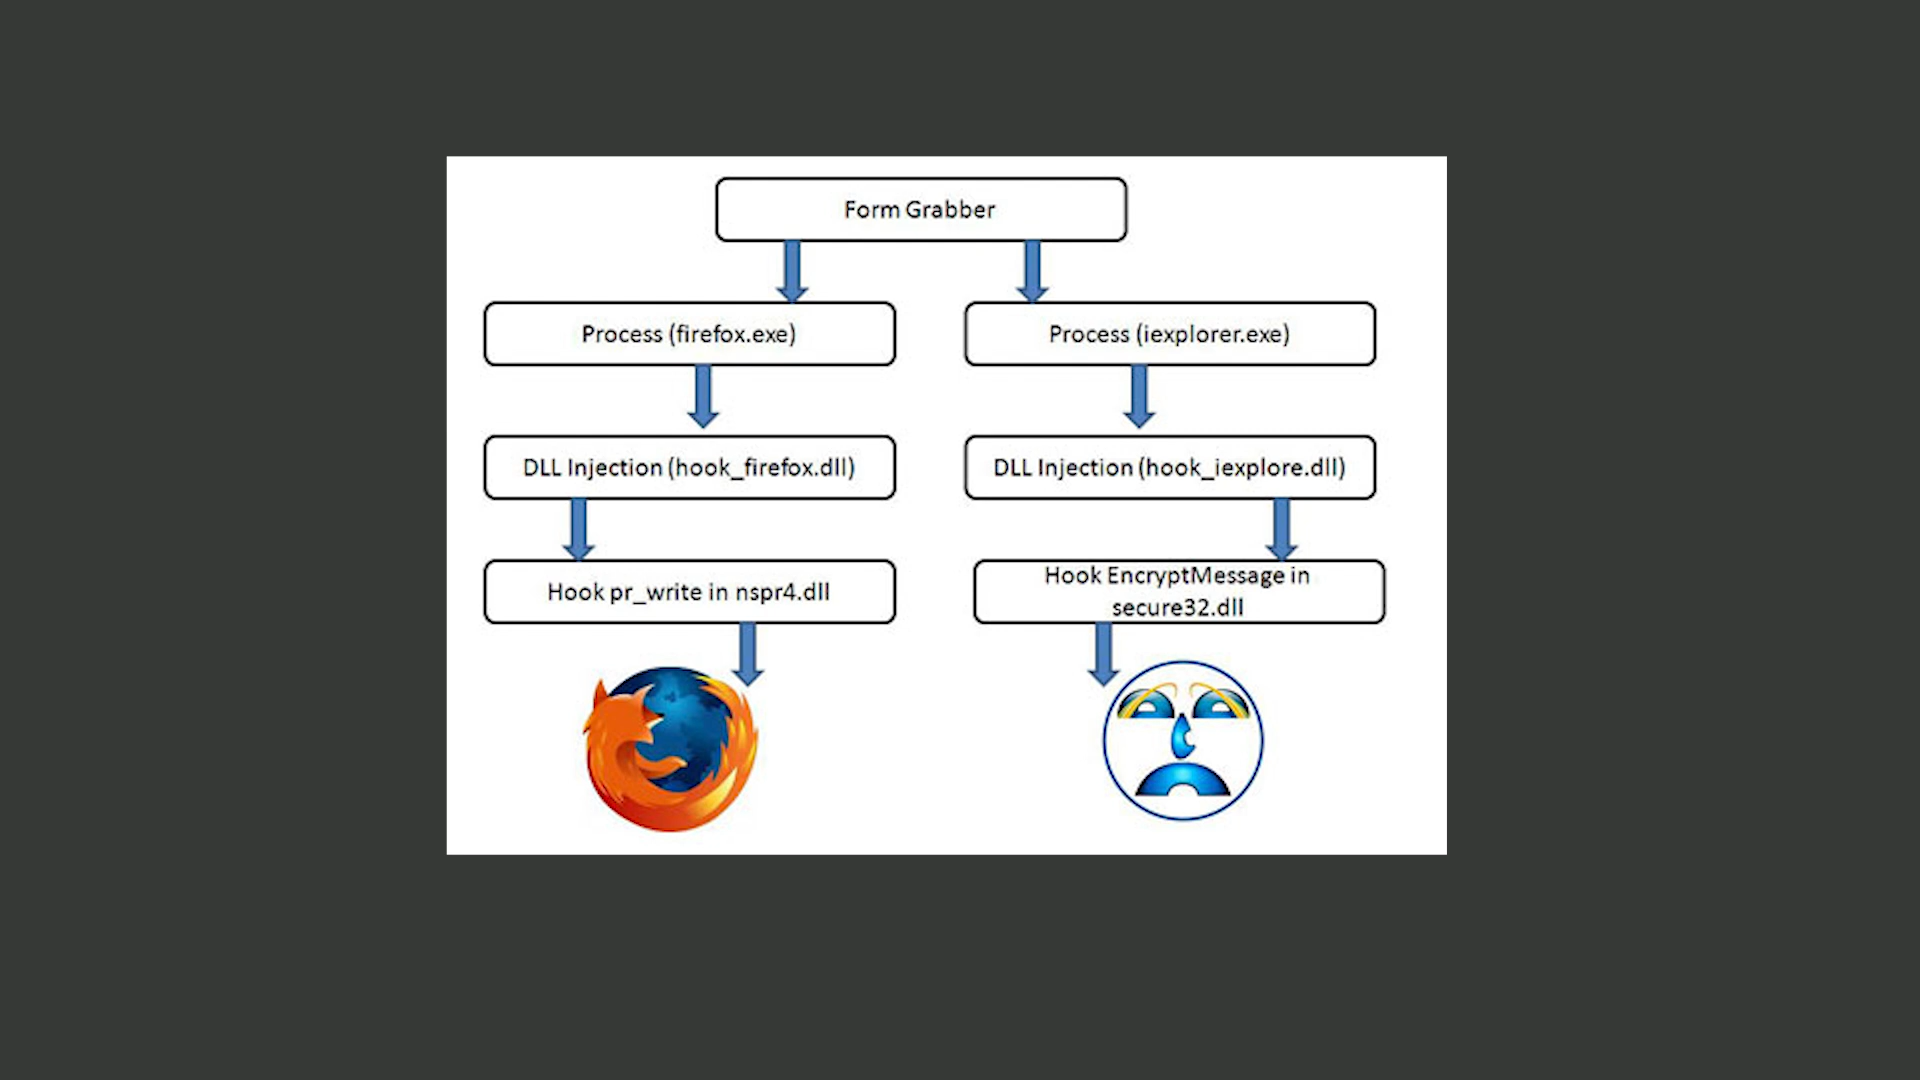 Form Grabber
Process (firefox.exe)
Process (iexplorer.exe)
DLL Injection (hook_firefox.dll)
DLL Injection (hook_iexplore.dll)
Hook pr_write in nspr4.dll
Hook EncryptMessage in
secure32.dll